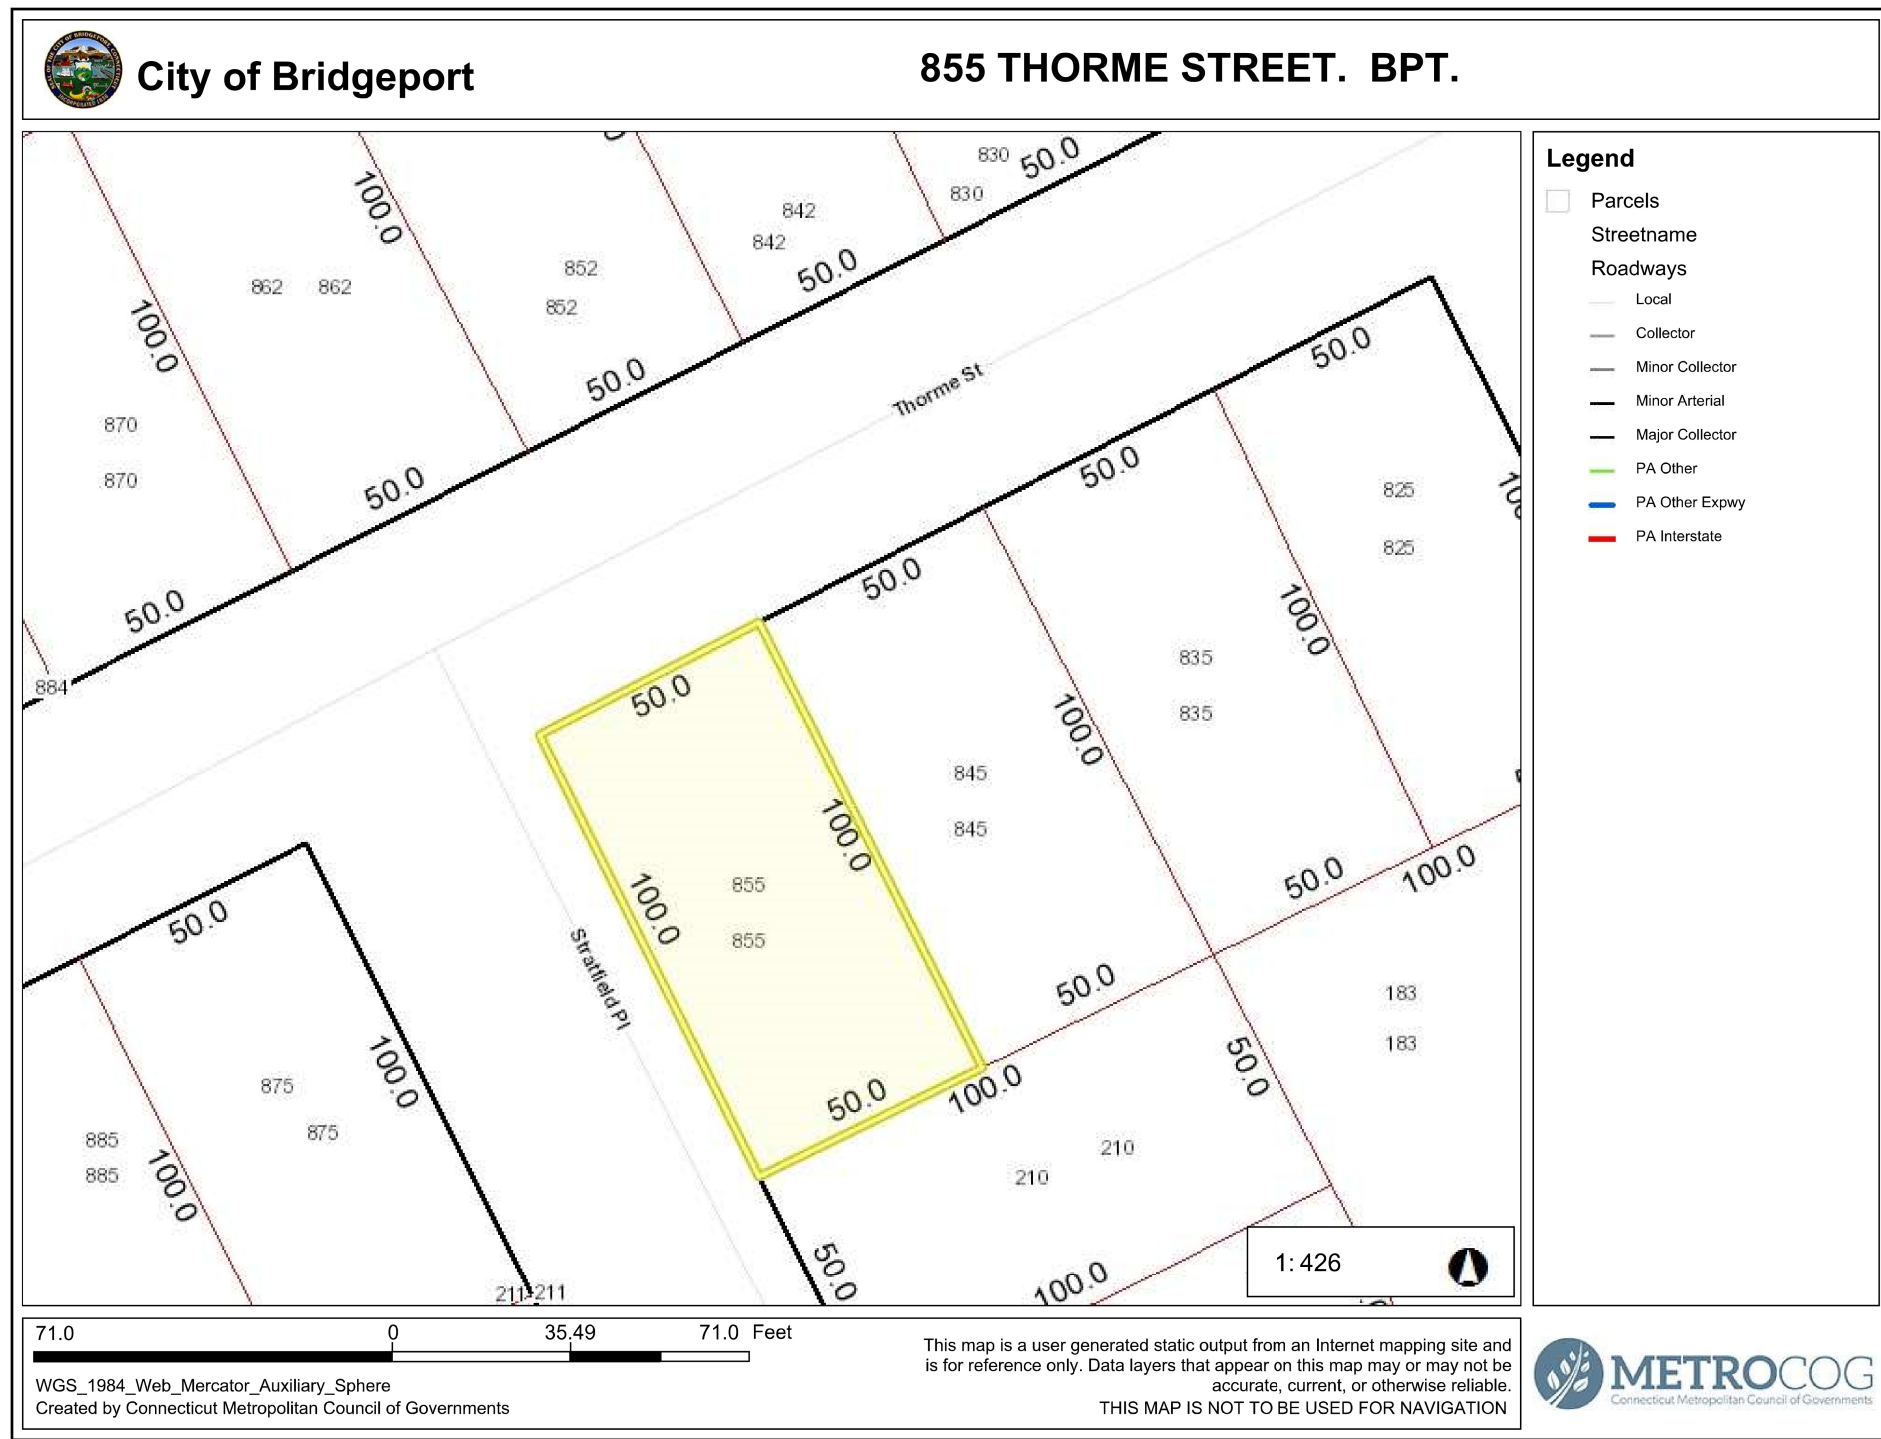 City of Bridgeport
855 THORME STREET. BPT.
830
50.0
830
100.0
842
842
50.0
852
852
862 862
100.0
50.0
Thorme St
50.0
870
870
50.0
50.0
825
825
50.0
50.0
884
50.0
100.0
835
835
100.0
845
845
100.0
855
855
100.0
50.0
100.0
50.0
Stratfield Pl
50.0
183
183
50.0
100.0
50.0
875
875
100.0
885
885
100.0
210
210
50.0
100.0
211 211
1: 426
Legend
Parcels
Streetname
Roadways
Local
Collector
Minor Collector
Minor Arterial
Major Collector
PA Other
PA Other Expwy
PA Interstate
71.0 0 35.49 71.0 Feet
WGS_1984_Web_Mercator_Auxiliary_Sphere
Created by Connecticut Metropolitan Council of Governments
This map is a user generated static output from an Internet mapping site and
is for reference only. Data layers that appear on this map may or may not be
accurate, current, or otherwise reliable.
THIS MAP IS NOT TO BE USED FOR NAVIGATION
METROCOG
Connecticut Metropolitan Council of Governments